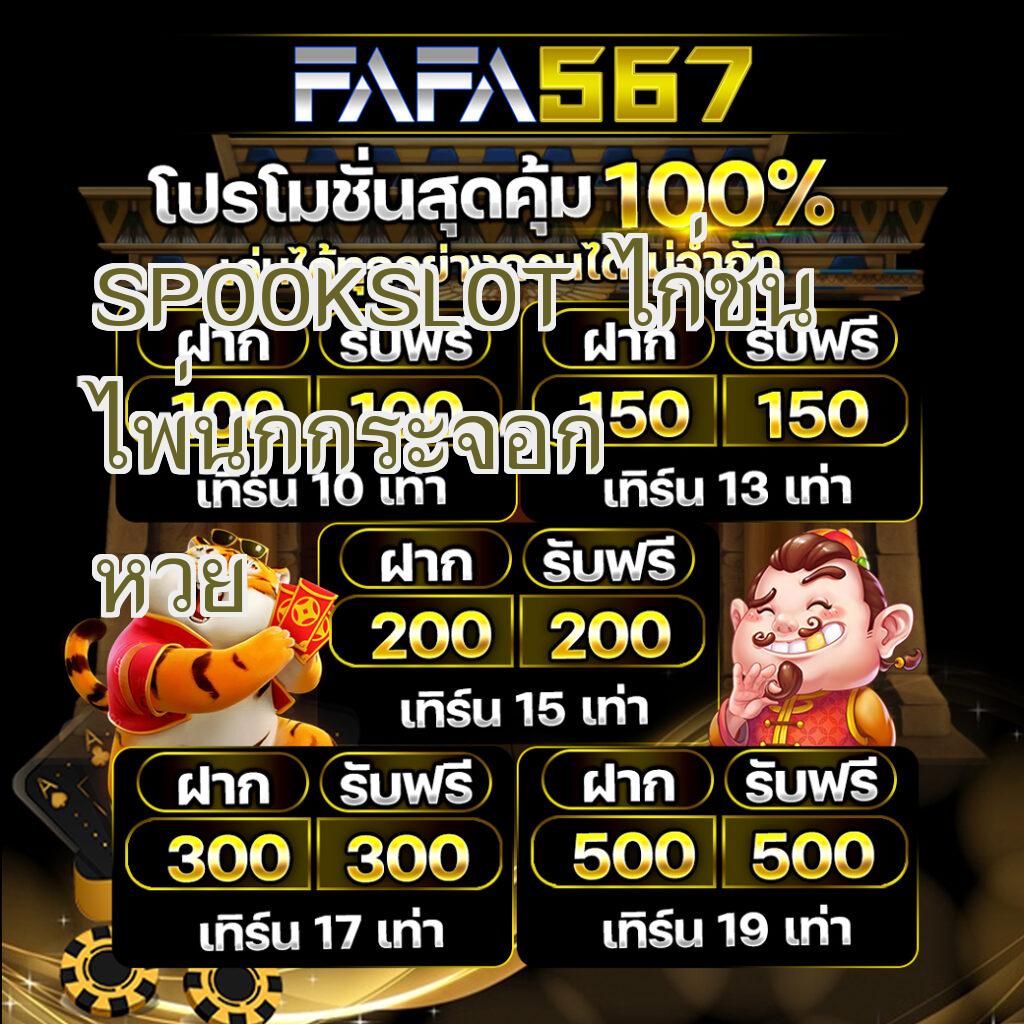 FAFA567
โปรโมชั่นสุดคุ้ม 100%
SPOOKSLOT ไก่ชน
ฝาก รับฟรี ฝาก รับฟรี
100 100 150 150
ไพ่นกกระจอก
เทิร์น 10 เท่า เทิร์น 13 เท่า
หวย
ฝาก รับฟรี
200 200
เทิร์น 15 เท่า
ฝาก รับฟรี ฝาก รับฟรี
300 300 500 500
เทิร์น 17 เท่า เทิร์น 19 เท่า